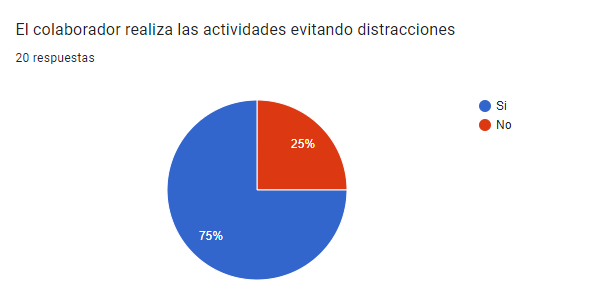 El colaborador realiza las actividades evitando distracciones
20 respuestas
Si
No
25%
75%